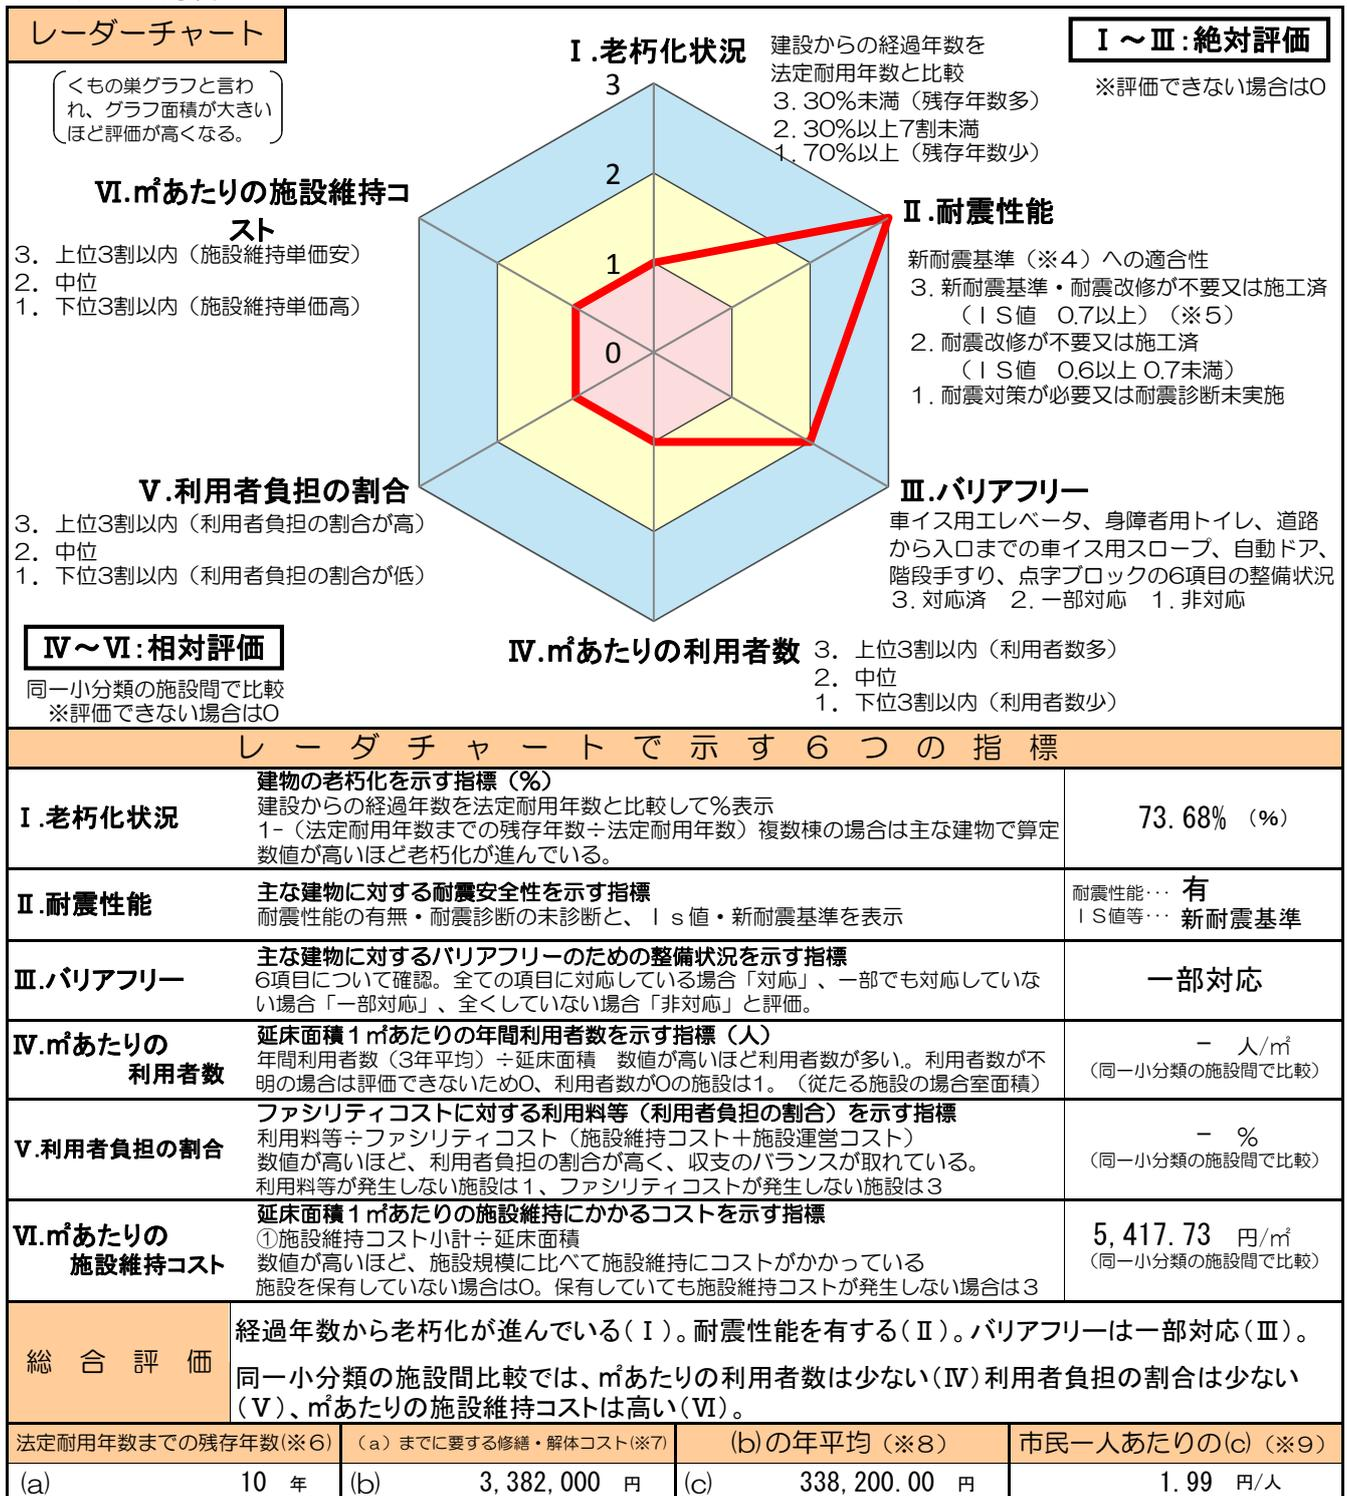 レーダーチャート
くもの巣グラフと言わ
れ、グラフ面積が大きい
ほど評価が高くなる。
Ⅰ.老朽化状況
建設からの経過年数を
法定耐用年数と比較
3. 30%未満（残存年数多）
2. 30%以上7割未満
1. 70%以上（残存年数少）
Ⅰ～Ⅲ:絶対評価
※評価できない場合は0
3
2
1
0
Ⅵ.㎡あたりの施設維持コ
スト
3. 上位3割以内（施設維持単価安）
2. 中位
1. 下位3割以内（施設維持単価高）
Ⅱ.耐震性能
新耐震基準（※4）への適合性
3. 新耐震基準・耐震改修が不要又は施工済
（ＩＳ値　0.7以上）（※5）
2. 耐震改修が不要又は施工済
（ＩＳ値　0.6以上 0.7未満）
1. 耐震対策が必要又は耐震診断未実施
Ⅴ.利用者負担の割合
3. 上位3割以内（利用者負担の割合が高）
2. 中位
1. 下位3割以内（利用者負担の割合が低）
Ⅲ.バリアフリー
車イス用エレベータ、身障者用トイレ、道路
から入口までの車イス用スロープ、自動ドア、
階段手すり、点字ブロックの6項目の整備状況
3. 対応済　2. 一部対応　1. 非対応
Ⅳ～Ⅵ:相対評価
同一小分類の施設間で比較
※評価できない場合は0
Ⅳ.㎡あたりの利用者数
3. 上位3割以内（利用者数多）
2. 中位
1. 下位3割以内（利用者数少）
レーダチャートで示す６つの指標
Ⅰ.老朽化状況
建物の老朽化を示す指標（%）
建設からの経過年数を法定耐用年数と比較して%表示
1-（法定耐用年数までの残存年数÷法定耐用年数）複数棟の場合は主な建物で算定
数値が高いほど老朽化が進んでいる。
73.68%（%）
Ⅱ.耐震性能
主な建物に対する耐震安全性を示す指標
耐震性能の有無・耐震診断の未診断と、Ｉｓ値・新耐震基準を表示
耐震性能… 有
ＩＳ値等… 新耐震基準
Ⅲ.バリアフリー
主な建物に対するバリアフリーのための整備状況を示す指標
6項目について確認。全ての項目に対応している場合「対応」、一部でも対応していな
い場合「一部対応」、全くしていない場合「非対応」と評価。
一部対応
Ⅳ.㎡あたりの
利用者数
延床面積１㎡あたりの年間利用者数を示す指標（人）
年間利用者数（3年平均）÷延床面積　数値が高いほど利用者数が多い。利用者数が不
明の場合は評価できないため0、利用者数が0の施設は1。（従たる施設の場合室面積）
－　人/㎡
（同一小分類の施設間で比較）
Ⅴ.利用者負担の割合
ファシリティコストに対する利用料等（利用者負担の割合）を示す指標
利用料等÷ファシリティコスト（施設維持コスト＋施設運営コスト）
数値が高いほど、利用者負担の割合が高く、収支のバランスが取れている。
利用料等が発生しない施設は１、ファシリティコストが発生しない施設は３
－　%
（同一小分類の施設間で比較）
Ⅵ.㎡あたりの
施設維持コスト
延床面積１㎡あたりの施設維持にかかるコストを示す指標
①施設維持コスト小計÷延床面積
数値が高いほど、施設規模に比べて施設維持にコストがかかっている
施設を保有していない場合は0。保有していても施設維持コストが発生しない場合は３
5,417.73　円/㎡
（同一小分類の施設間で比較）
総合評価
経過年数から老朽化が進んでいる(Ⅰ)。耐震性能を有する(Ⅱ)。バリアフリーは一部対応(Ⅲ)。
同一小分類の施設間比較では、㎡あたりの利用者数は少ない(Ⅳ)利用者負担の割合は少ない
(Ⅴ)、㎡あたりの施設維持コストは高い(Ⅵ)。
法定耐用年数までの残存年数(※6)
（a）までに要する修繕・解体コスト(※7)
(b)の年平均（※8）
市民一人あたりの(c)（※9）
(a)　10　年
(b)　3,382,000　円
(c)　338,200.00　円
1.99　円/人